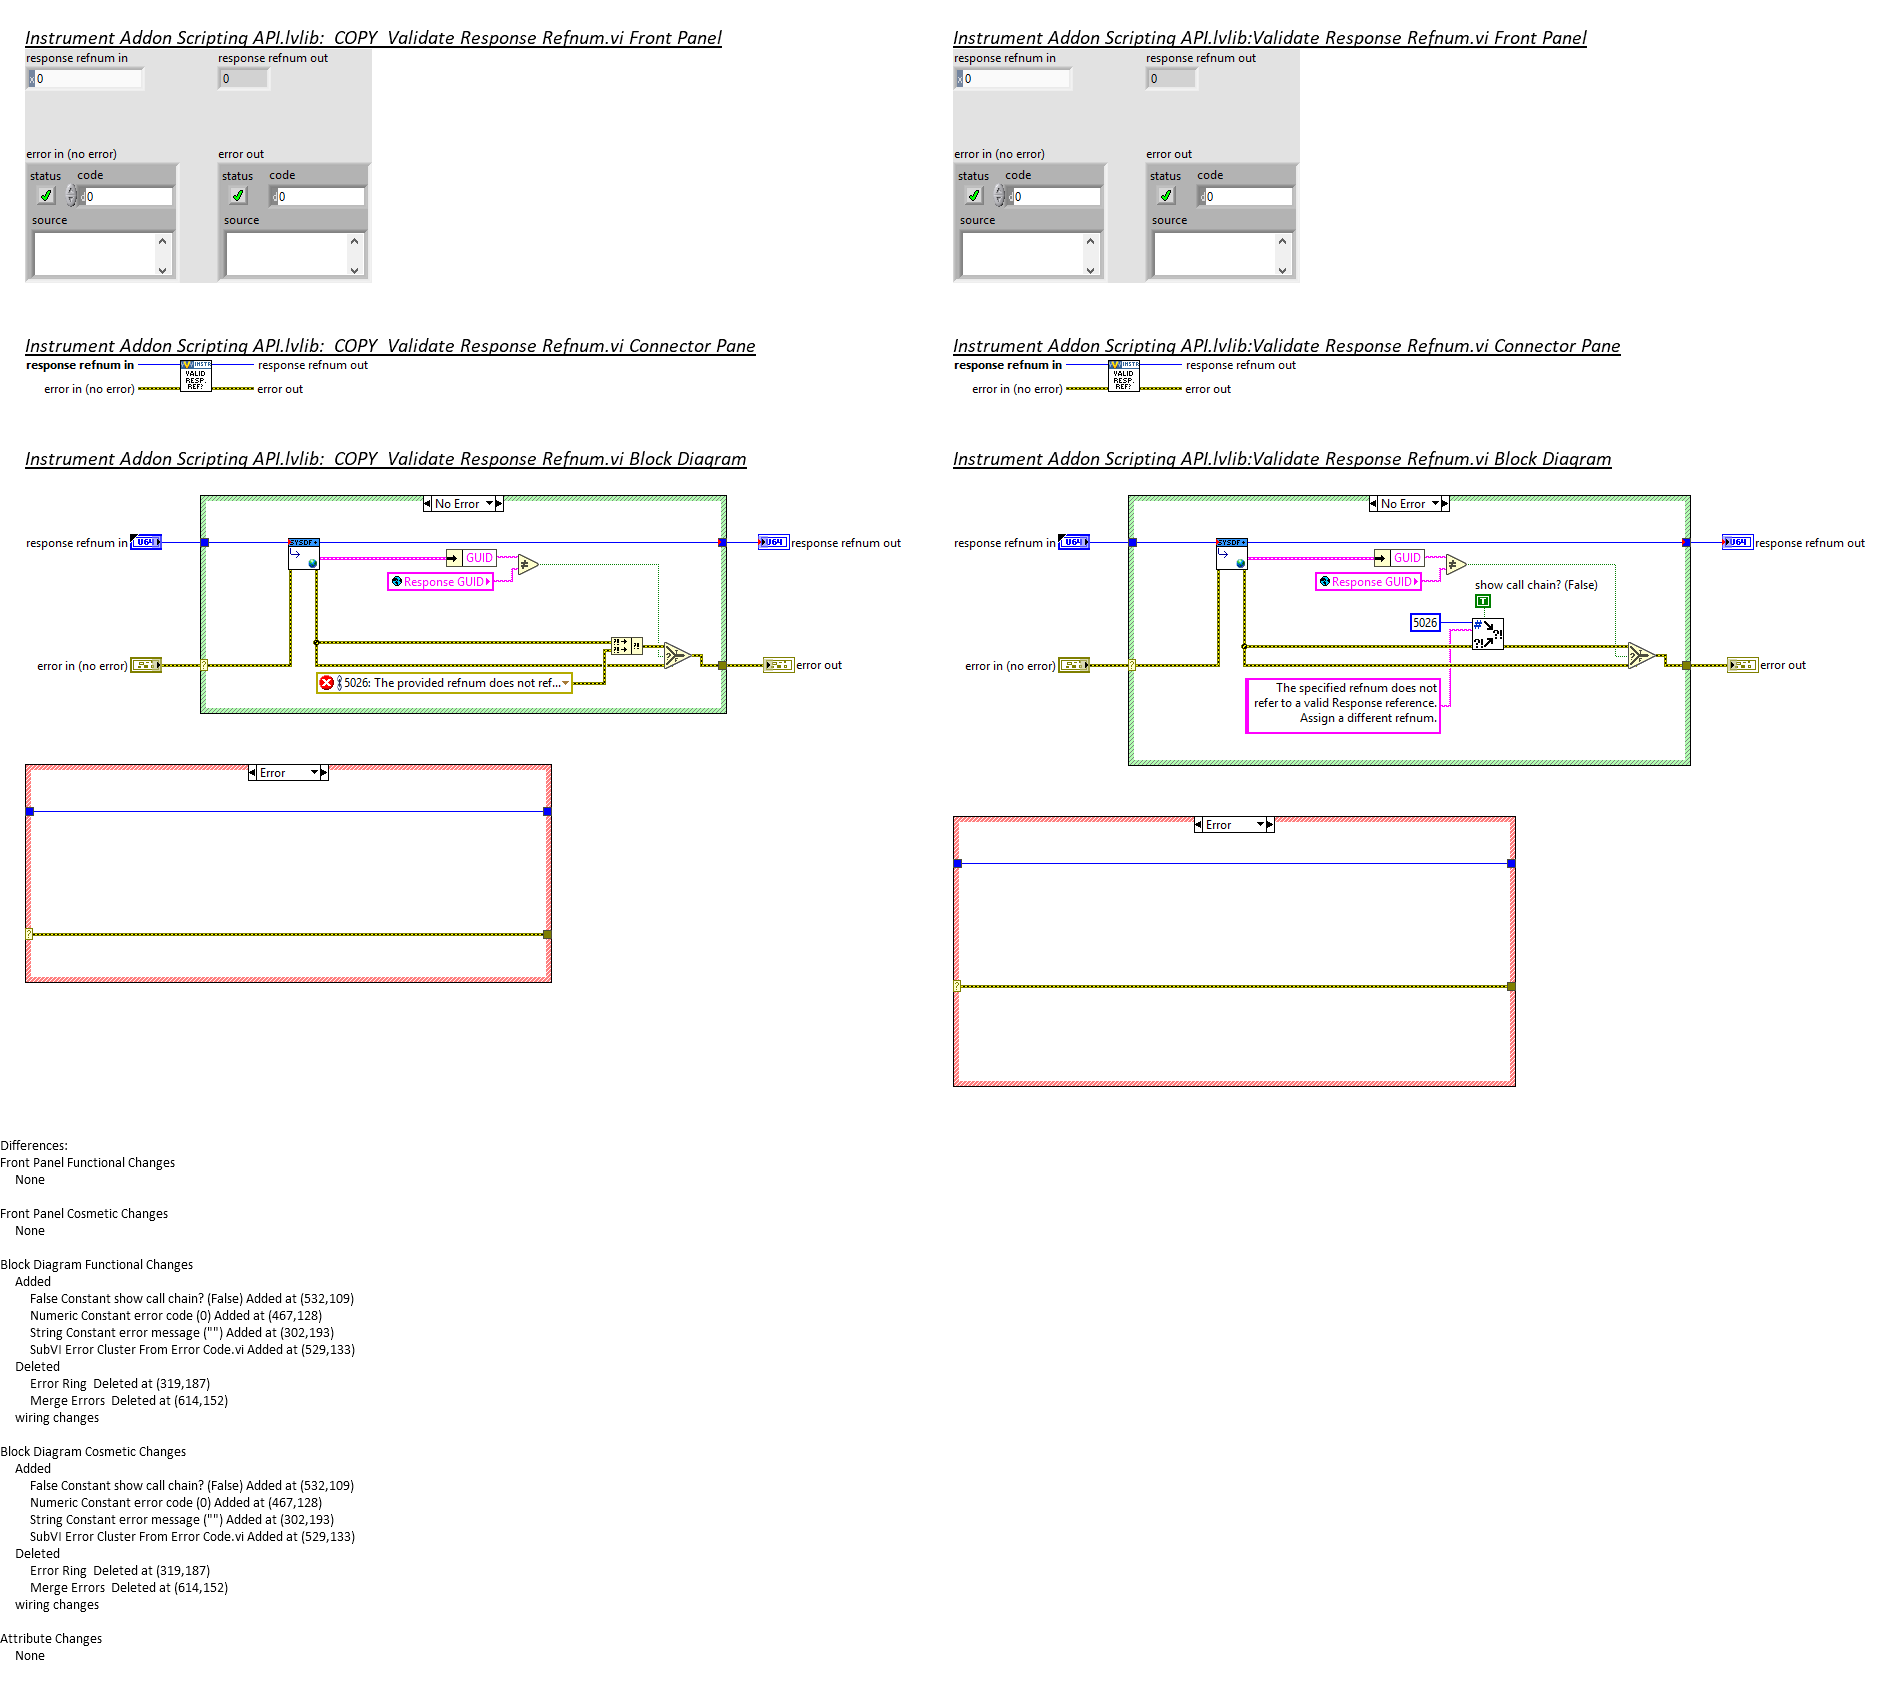 Instrument Addon Scripting API.lvlib:  COPY  Validate Response Refnum.vi Front Panel
response refnum in
0
response refnum out
0
error in (no error)
status
code
0
source
error out
status
code
0
source
Instrument Addon Scripting API.lvlib:Validate Response Refnum.vi Front Panel
response refnum in
0
response refnum out
0
error in (no error)
status
code
0
source
error out
status
code
0
source
Instrument Addon Scripting API.lvlib:  COPY  Validate Response Refnum.vi Connector Pane
response refnum in
INSTR
VALID
RESP.
REF?
response refnum out
error in (no error)
error out
Instrument Addon Scripting API.lvlib:Validate Response Refnum.vi Connector Pane
response refnum in
INSTR
VALID
RESP.
REF?
response refnum out
error in (no error)
error out
Instrument Addon Scripting API.lvlib:  COPY  Validate Response Refnum.vi Block Diagram
No Error
response refnum in
U64
SYSDF
GUID
Response GUID
U64
response refnum out
error in (no error)
5026: The provided refnum does not ref...
error out
Error
Instrument Addon Scripting API.lvlib:Validate Response Refnum.vi Block Diagram
No Error
response refnum in
U64
SYSDF
GUID
Response GUID
show call chain? (False)
T
5026
U64
response refnum out
error in (no error)
The specified refnum does not
refer to a valid Response reference.
Assign a different refnum.
error out
Error
Differences:
Front Panel Functional Changes
None
Front Panel Cosmetic Changes
None
Block Diagram Functional Changes
Added
False Constant show call chain? (False) Added at (532,109)
Numeric Constant error code (0) Added at (467,128)
String Constant error message ("") Added at (302,193)
SubVI Error Cluster From Error Code.vi Added at (529,133)
Deleted
Error Ring  Deleted at (319,187)
Merge Errors  Deleted at (614,152)
wiring changes
Block Diagram Cosmetic Changes
Added
False Constant show call chain? (False) Added at (532,109)
Numeric Constant error code (0) Added at (467,128)
String Constant error message ("") Added at (302,193)
SubVI Error Cluster From Error Code.vi Added at (529,133)
Deleted
Error Ring  Deleted at (319,187)
Merge Errors  Deleted at (614,152)
wiring changes
Attribute Changes
None